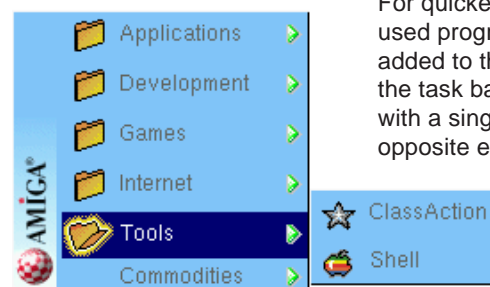 For quicke
used progr
added to th
the task ba
with a sing
opposite e
Applications
Development
Games
Internet
Tools
Commodities
AMIGA®
ClassAction
Shell